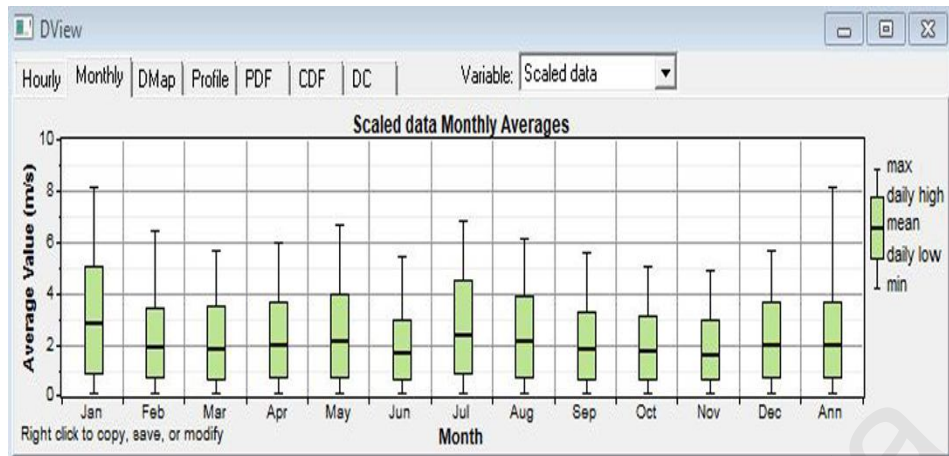 DView
Hourly Monthly DMap Profile PDF CDF DC Variable: Scaled data
Scaled data Monthly Averages
Average Value (m/s)
10
8
6
4
2
0
Jan Feb Mar Apr May Jun Jul Aug Sep Oct Nov Dec Ann
Month
Right click to copy, save, or modify
max
daily high
mean
daily low
min